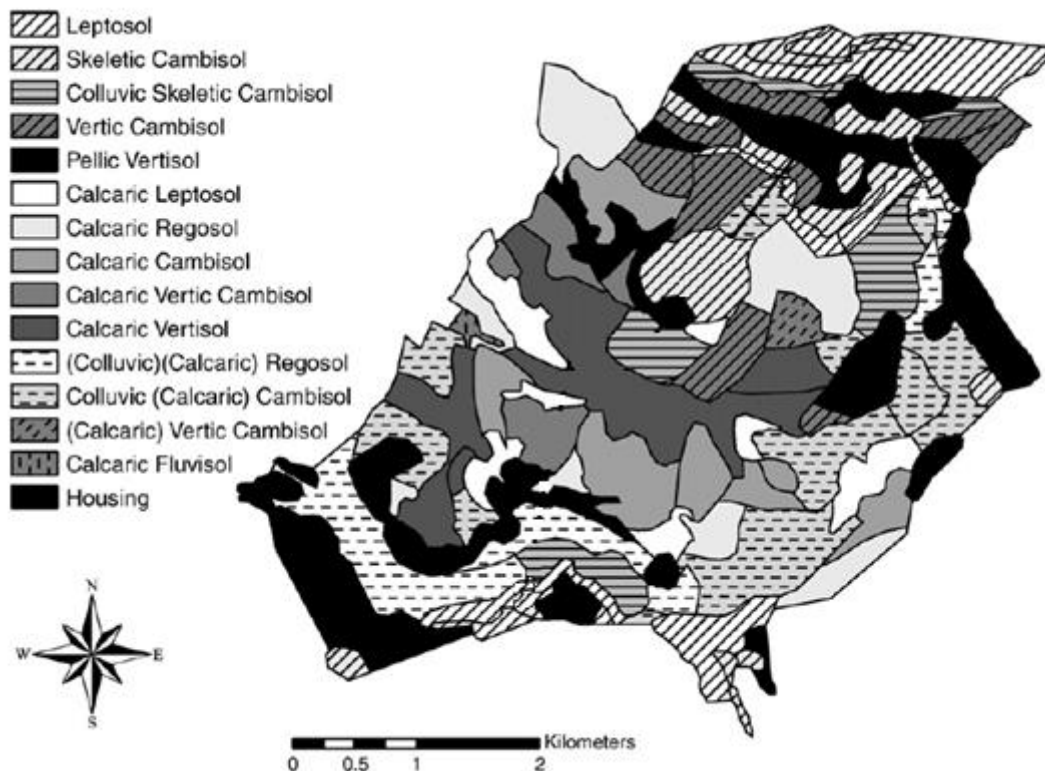 Leptosol
Skeletic Cambisol
Colluvic Skeletic Cambisol
Vertic Cambisol
Pellic Vertisol
Calcaric Leptosol
Calcaric Regosol
Calcaric Cambisol
Calcaric Vertic Cambisol
Calcaric Vertisol
(Colluvic)(Calcaric) Regosol
Colluvic (Calcaric) Cambisol
(Calcaric) Vertic Cambisol
Calcaric Fluvisol
Housing
N
W E
S
Kilometers
0 0.5 1 2